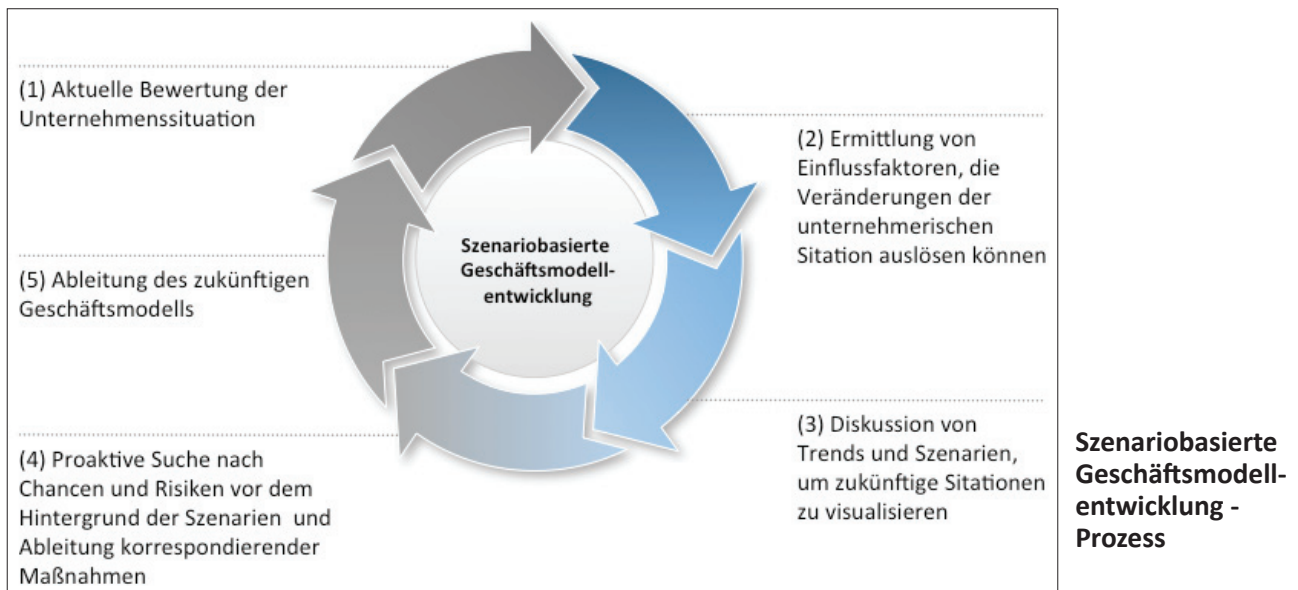 (1) Aktuelle Bewertung der
Unternehmenssituation
(2) Ermittlung von
Einflussfaktoren, die
Veränderungen der
unternehmerischen
Sitation auslösen können
(3) Diskussion von
Trends und Szenarien,
um zukünftige Sitationen
zu visualisieren
(4) Proaktive Suche nach
Chancen und Risiken vor dem
Hintergrund der Szenarien und
Ableitung korrespondierender
Maßnahmen
(5) Ableitung des zukünftigen
Geschäftsmodells
Szenariobasierte
Geschäftsmodell-
entwicklung
Szenariobasierte
Geschäftsmodell-
entwicklung -
Prozess